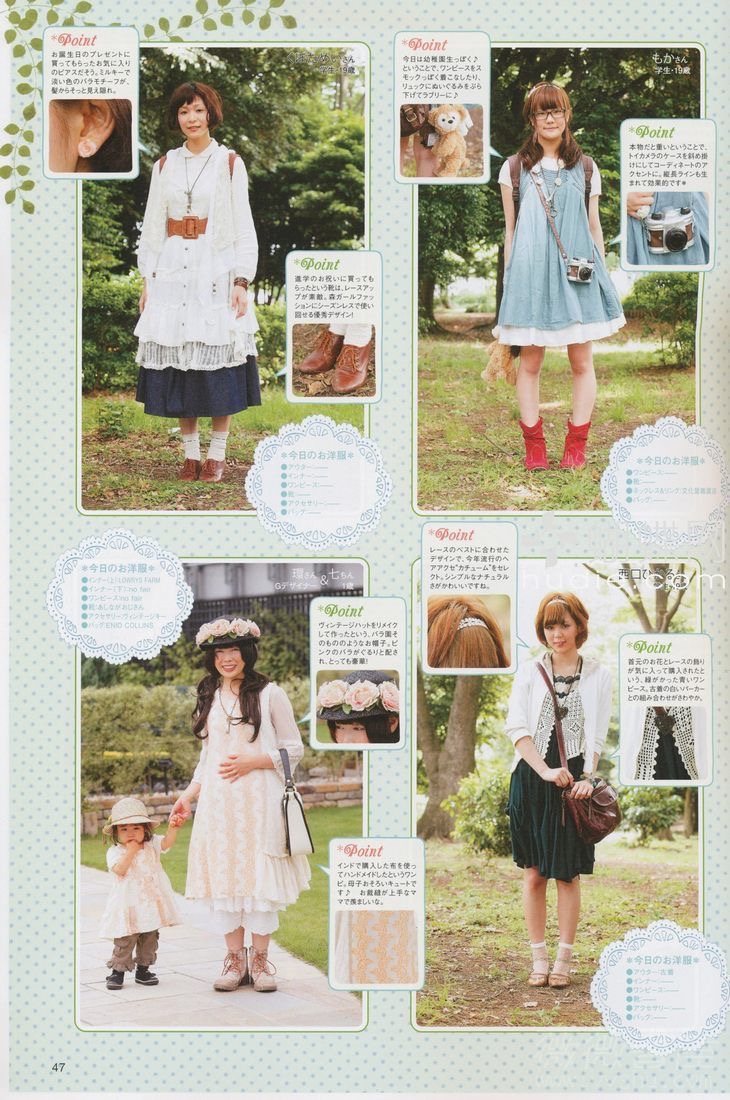 *Point
お誕生日のプレゼントに
買ってもらったお気に入り
のピアスだそう。ミルキーで
淡い色のバラモチーフが、
髪からそっと見え隠れ。
くぼためいさん
学生・19歳
*Point
進学のお祝いに買っても
らったという靴は、レースアッ
プが素敵。森ガールファッ
ションにシーズンレスで使い
回せる優秀デザイン!
*今日のお洋服*
●アウター:——
●インナー:——
●ワンピース:——
●靴:——
●アクセサリー:——
●バッグ:——
*Point
今日は幼稚園生っぽく♪
ということで、ワンピースをス
モックっぽく着こなしたり、
リュックにぬいぐるみをぶら
下げてラブリーに♪
もかさん
学生・19歳
*Point
本物だと重いということで、
トイカメラのケースを斜め掛
けにしてコーディネートのア
クセントに。縦長ラインも生
まれて効果的です*
*今日のお洋服*
●ワンピース:——
●靴:——
●ネックレス&リング:文化屋雑貨店
●バッグ:——
*今日のお洋服*
●インナー(上):LOWRYS FARM
●インナー(下):no fair
●ワンピース:no fair
●靴:あしながおじさん
●アクセサリー:ヴィンテージキー
●バッグ:ENID COLLINS
環さん & 七ちゃん
Gデザイナー 1歳
*Point
ヴィンテージハットをリメイク
して作ったという、バラ園そ
のもののようなお帽子。ピ
ンクのバラがぐるりと配さ
れ、とっても豪華!
*Point
インドで購入した布を使っ
てハンドメイドしたというワン
ピ。母子おそろいキュートで
す♪ お裁縫が上手なマ
マで羨ましいな。
*Point
レースのベストに合わせた
デザインで、今年流行のヘ
アアクセ“カチューム”をセ
レクト。シンプルなナチュラル
さがかわいいですね。
西口ひ
*Point
首元のお花とレースの飾り
が気に入って購入されたと
いう、緑がかった青いワン
ピース。古着の白いパーカー
との組み合わせがさわやか。
*今日のお洋服*
●アウター:古着
●インナー:——
●ワンピース:——
●靴:——
●アクセサリー:——
●バッグ:——
47